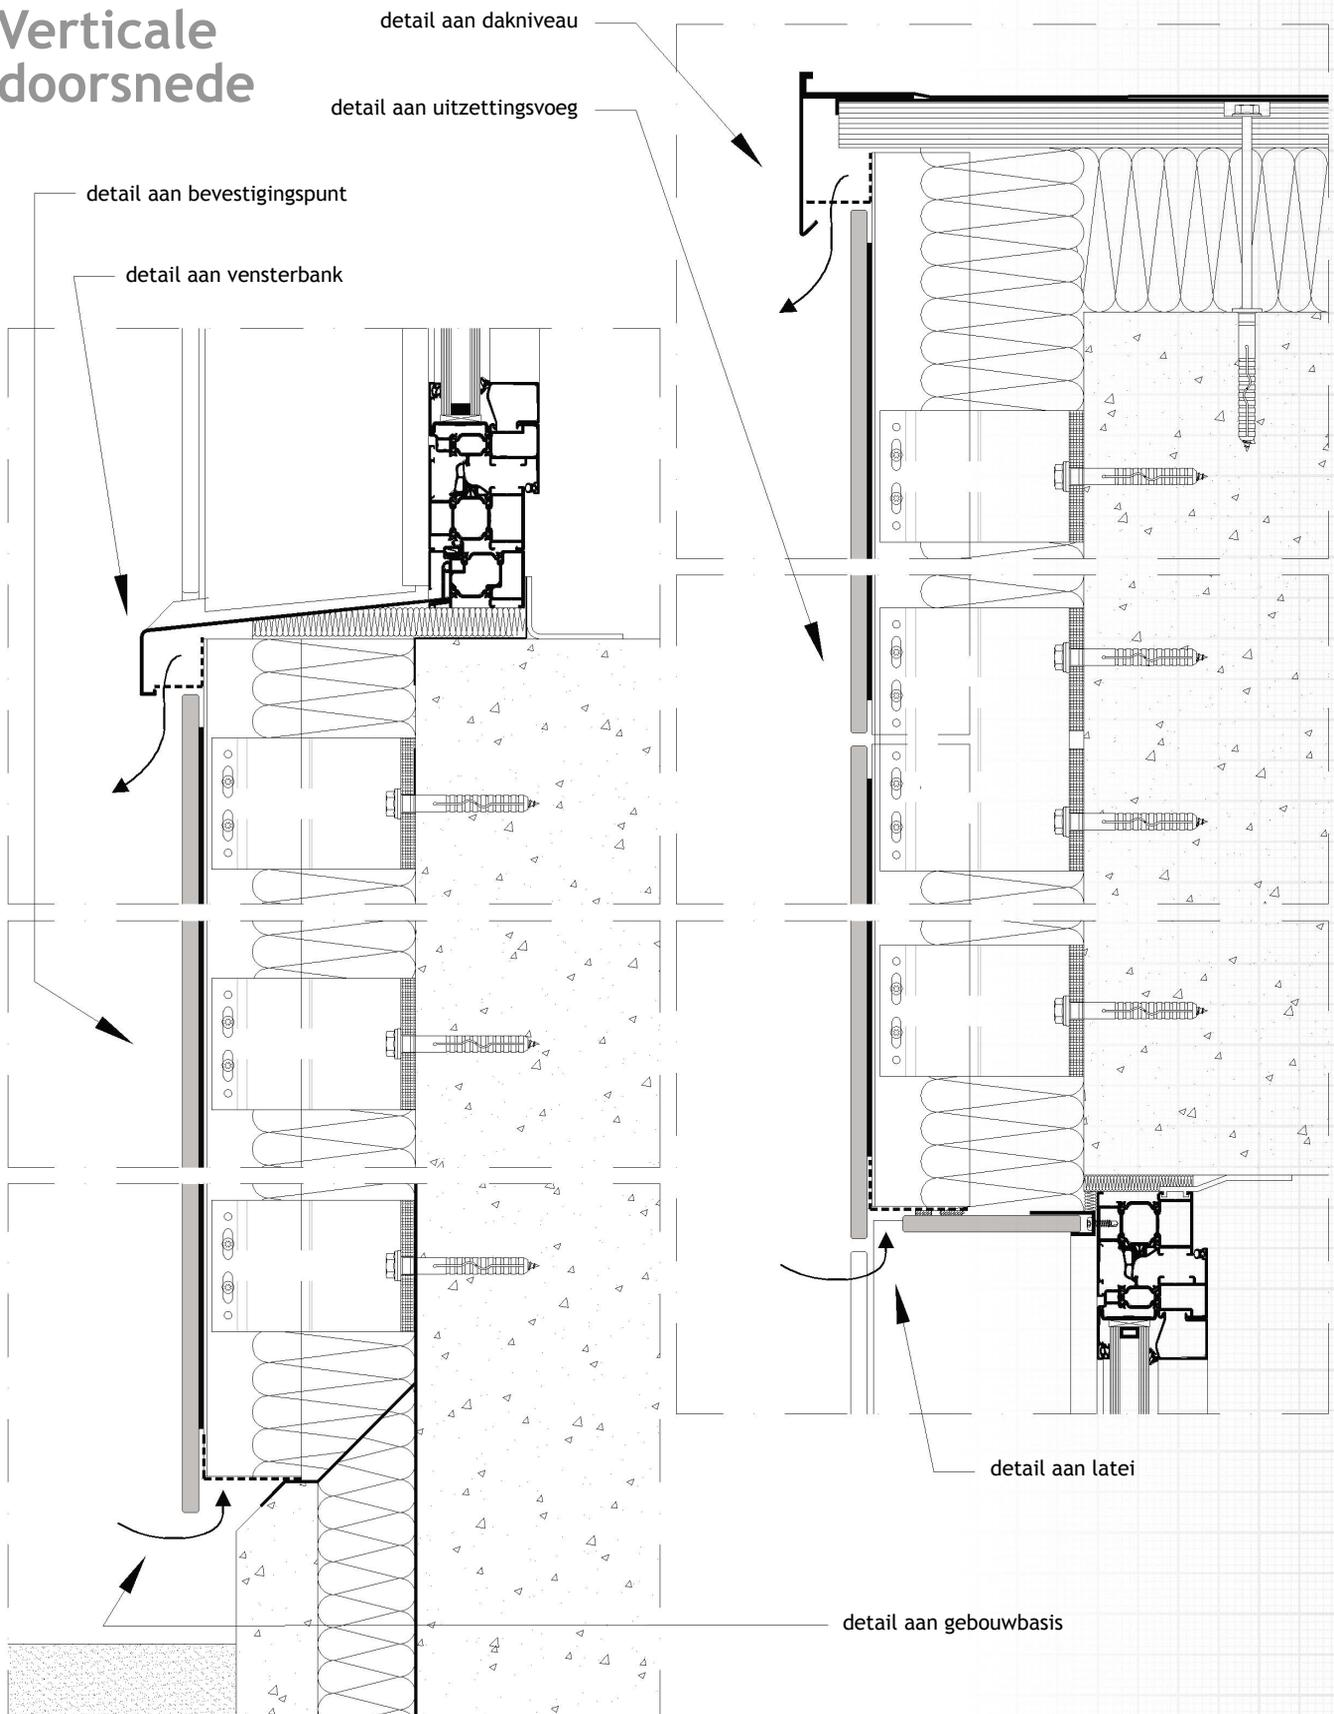 Verticale
doorsnede
detail aan dakniveau
detail aan uitzettingsvoeg
detail aan bevestigingspunt
detail aan vensterbank
detail aan latei
detail aan gebouwbasis